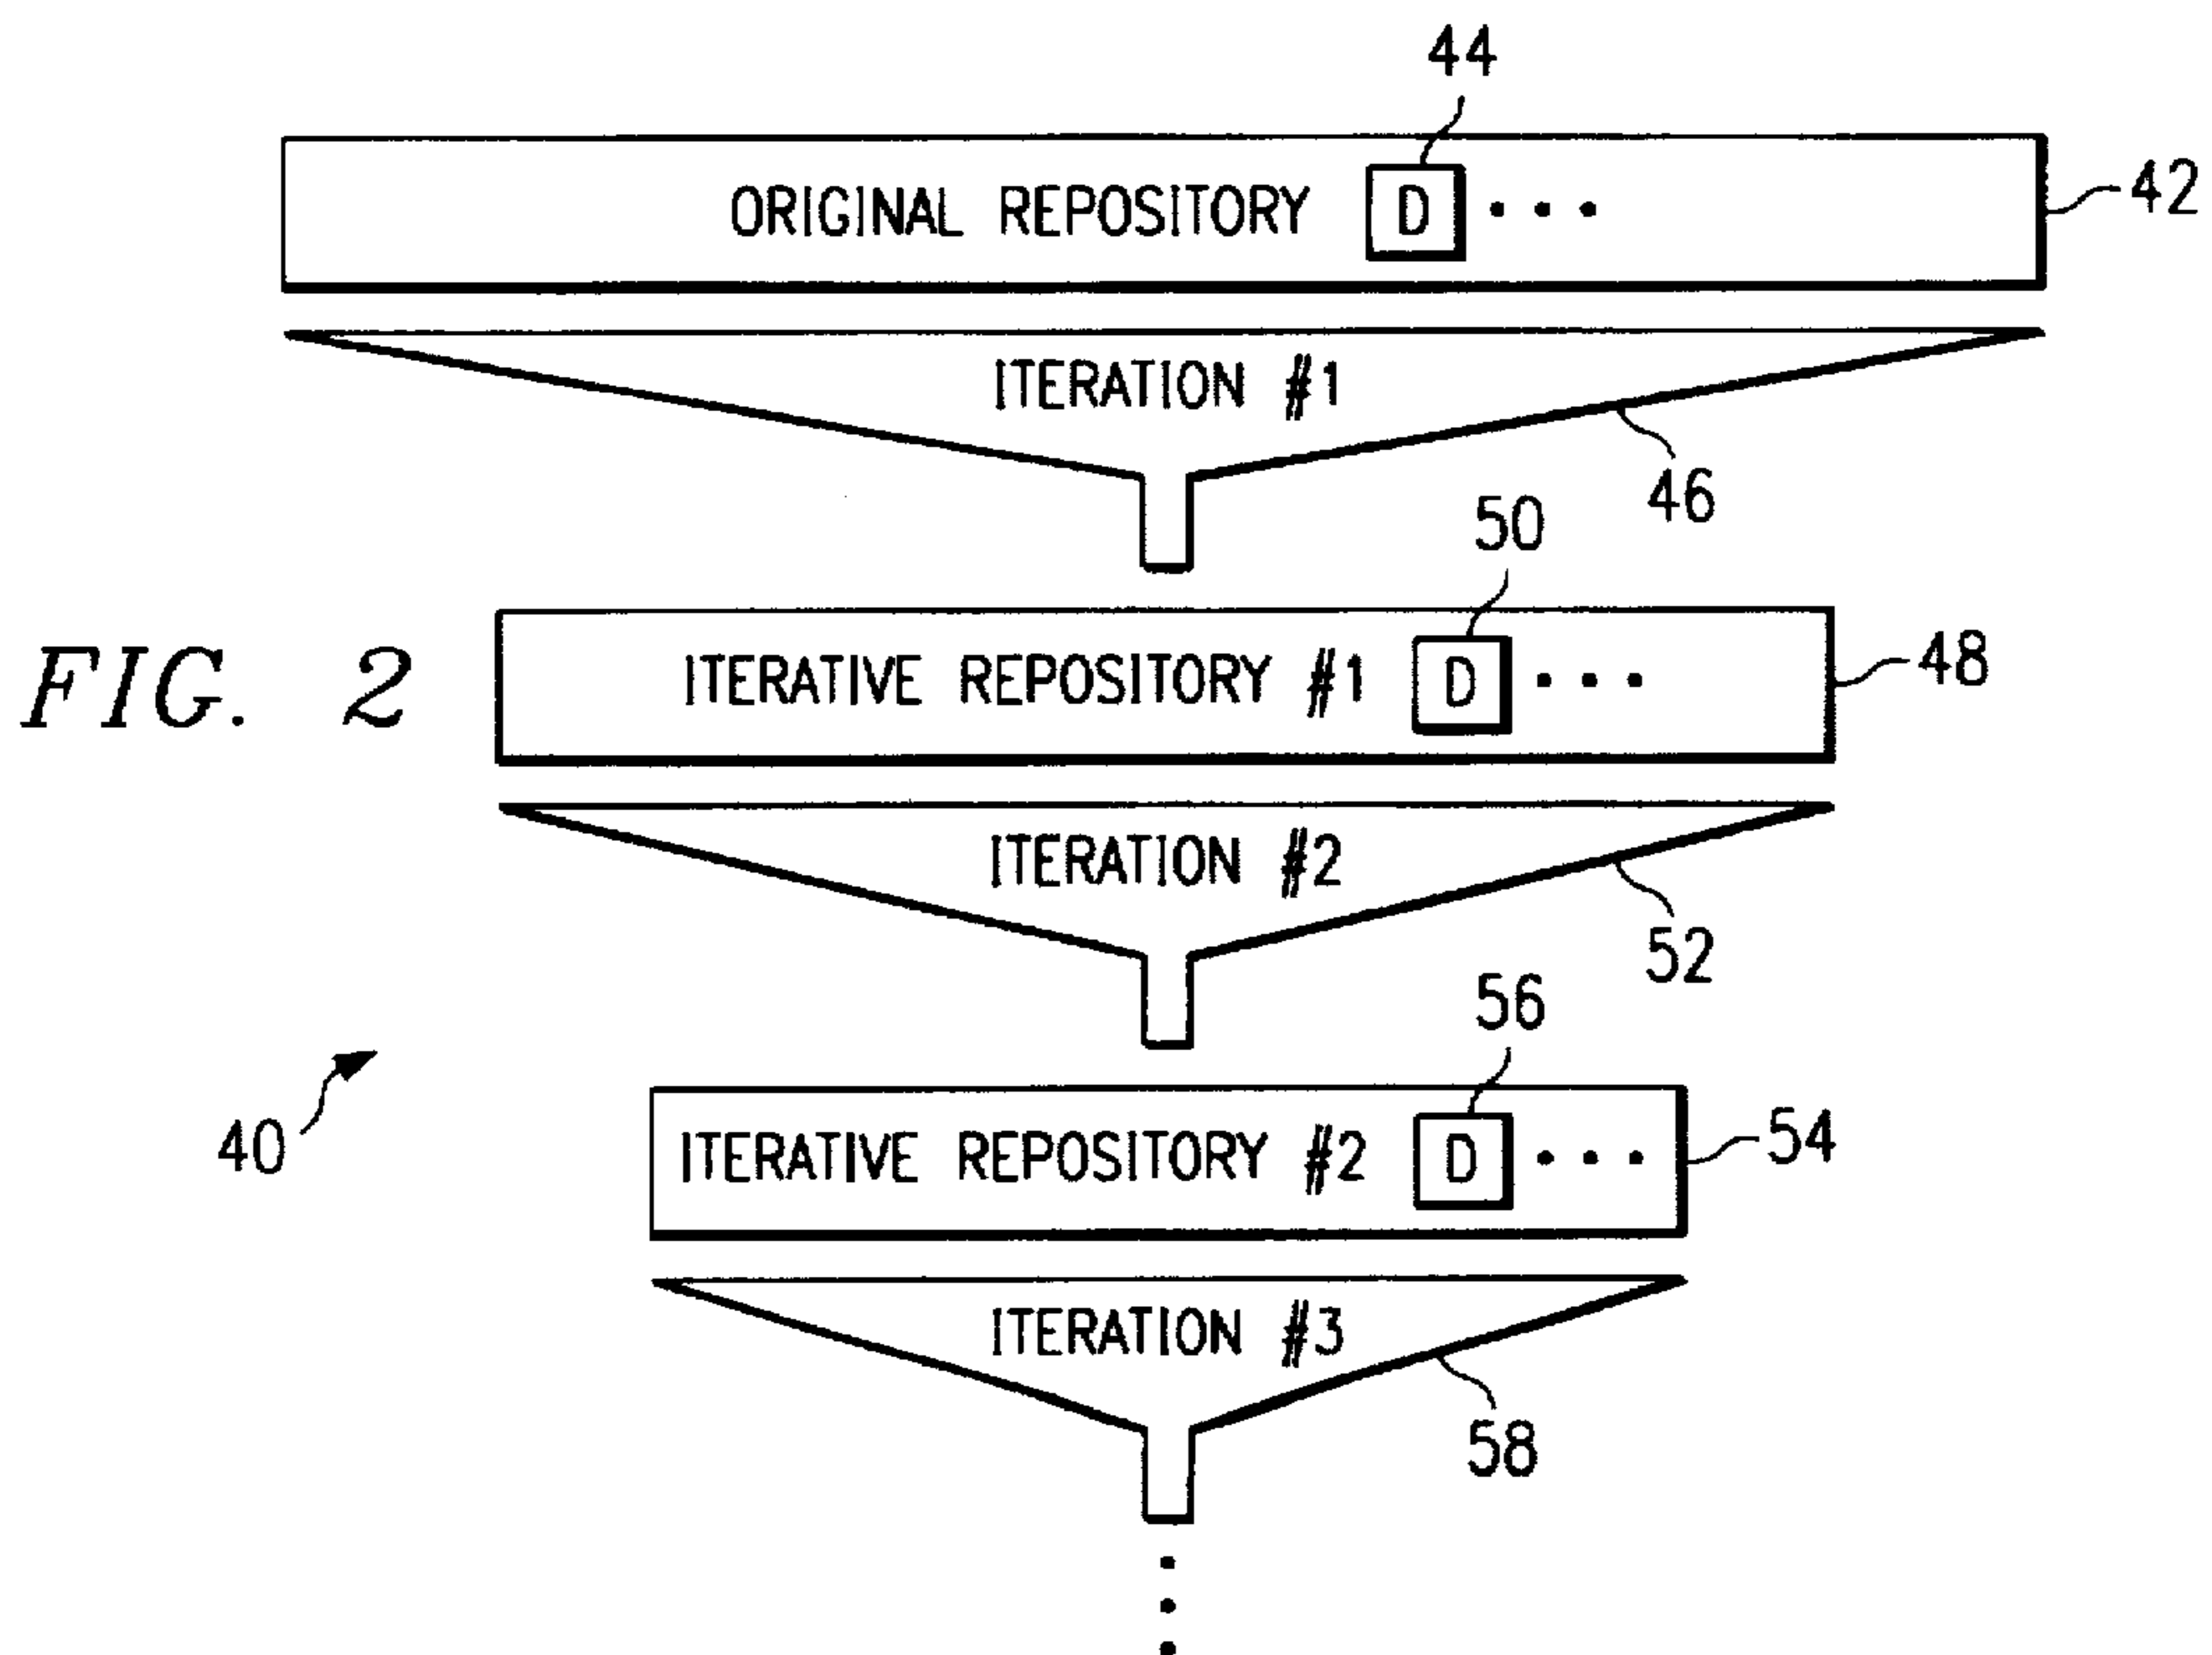 44
ORIGINAL REPOSITORY D • • •
42
ITERATION #1
46
50
FIG. 2
ITERATIVE REPOSITORY #1 D • • •
48
ITERATION #2
52
56
40
ITERATIVE REPOSITORY #2 D • • •
54
ITERATION #3
58